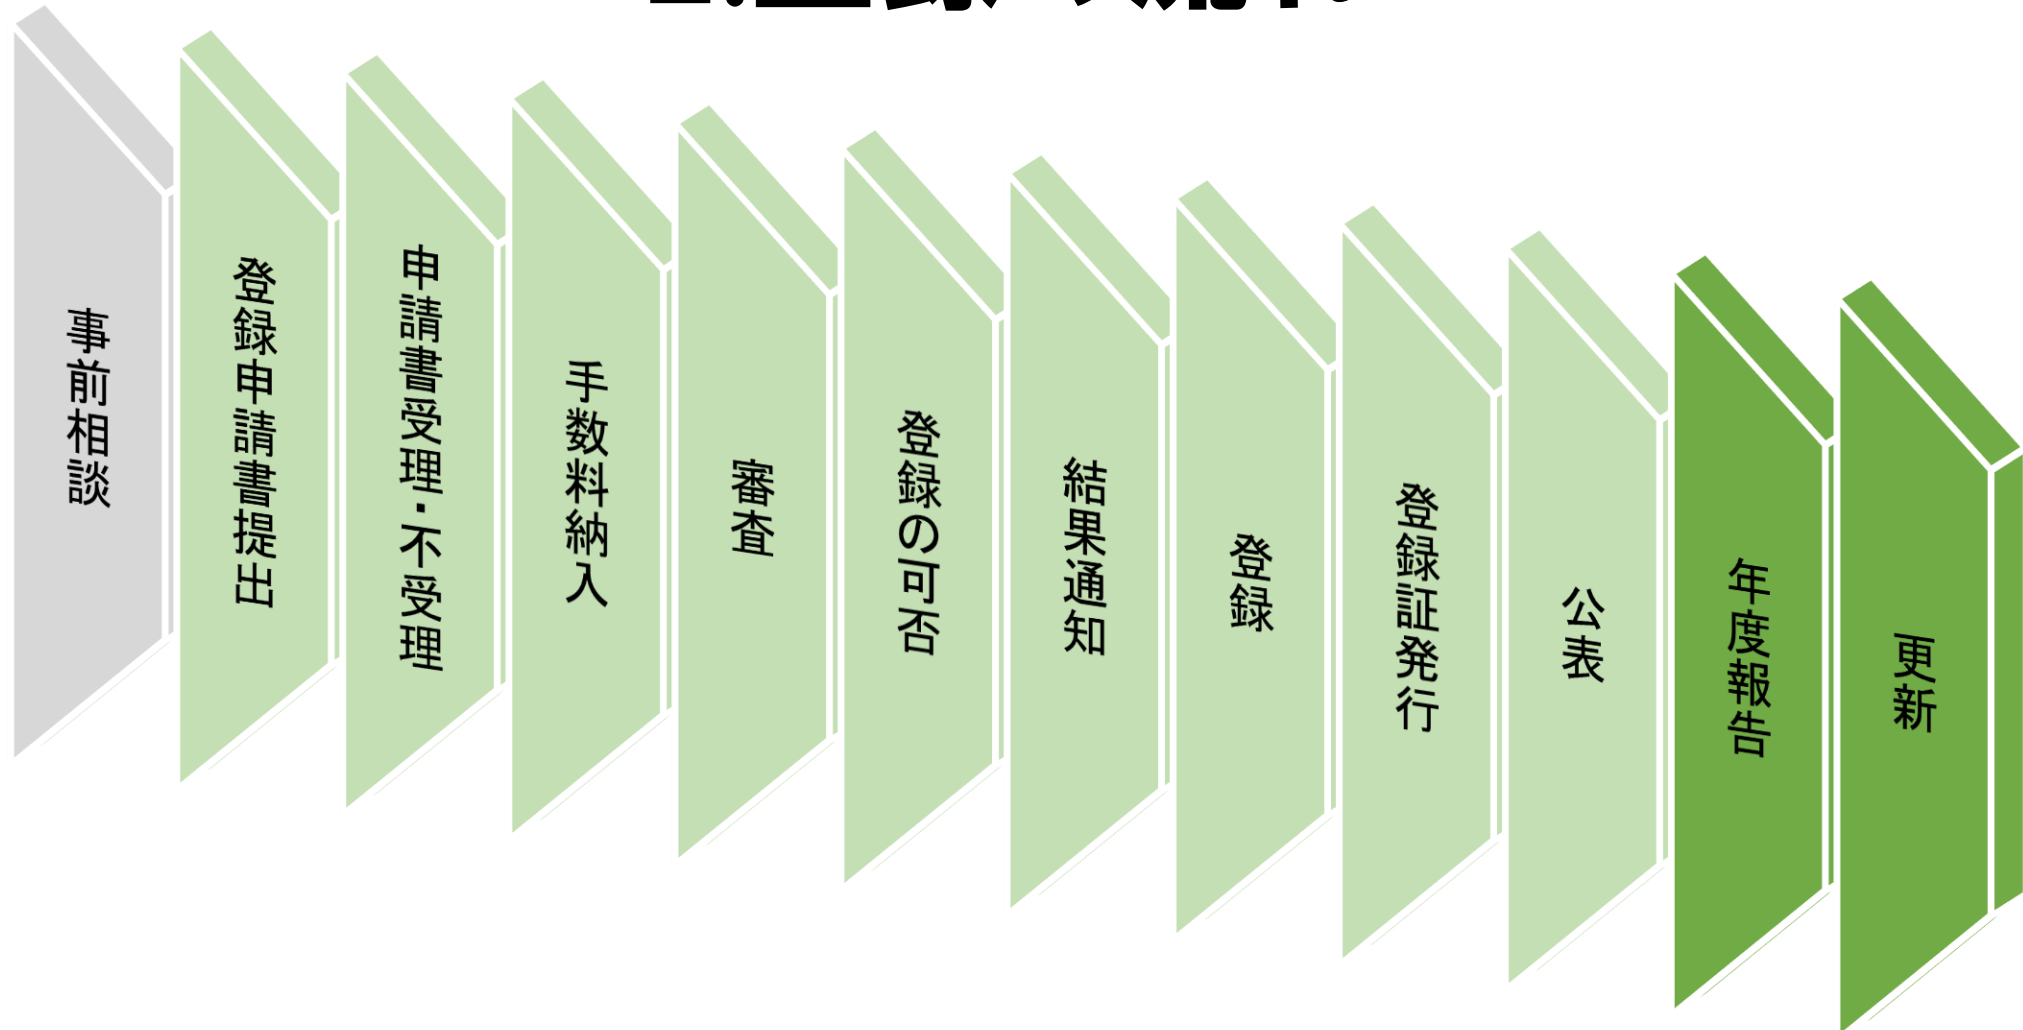 事前相談
登録申請書提出
申請書受理・不受理
手数料納入
審査
登録の可否
結果通知
登録
登録証発行
公表
年度報告
更新